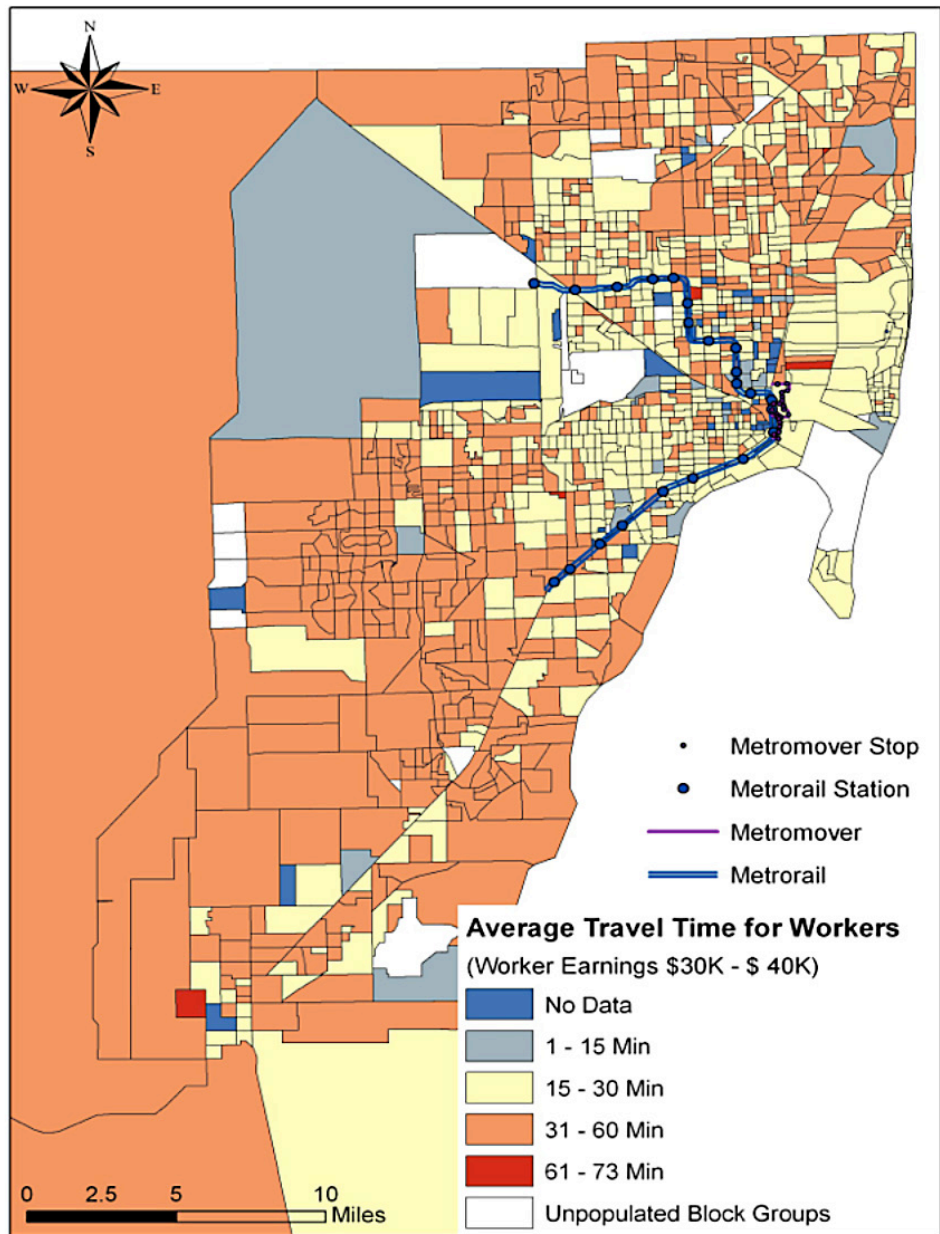 N
W
E
S
Metromover Stop
Metrorail Station
Metromover
Metrorail
Average Travel Time for Workers
(Worker Earnings $30K - $ 40K)
No Data
1 - 15 Min
15 - 30 Min
31 - 60 Min
61 - 73 Min
Unpopulated Block Groups
0 2.5 5 10
Miles